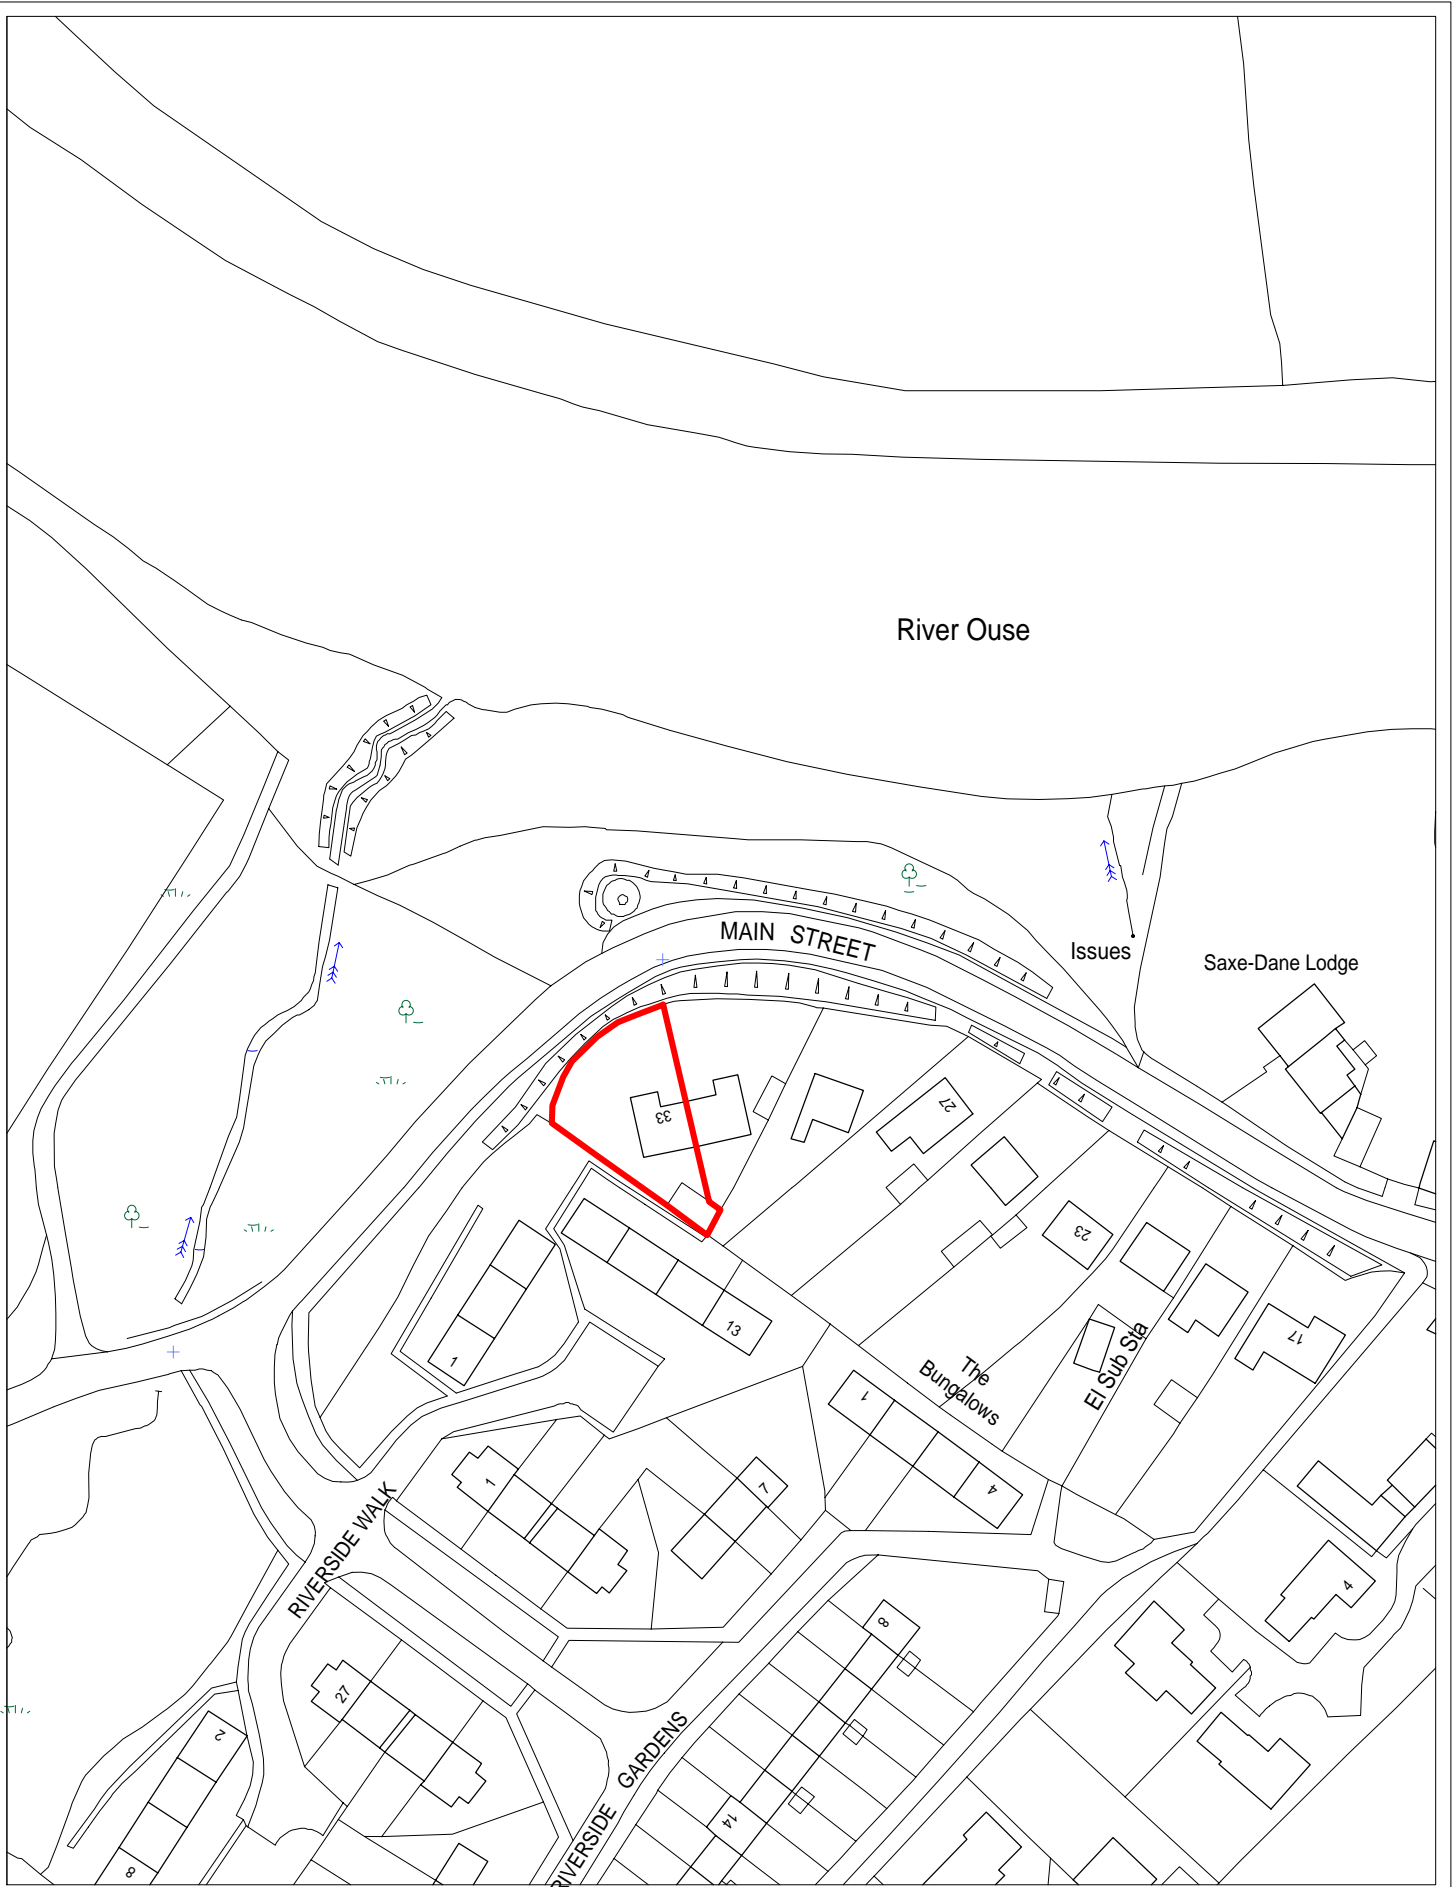 River Ouse
MAIN STREET
Issues
Saxe-Dane Lodge
33
27
23
17
13
1
El Sub Sta
The
Bungalows
1
4
1
7
RIVERSIDE WALK
4
8
27
2
RIVERSIDE GARDENS
14
8